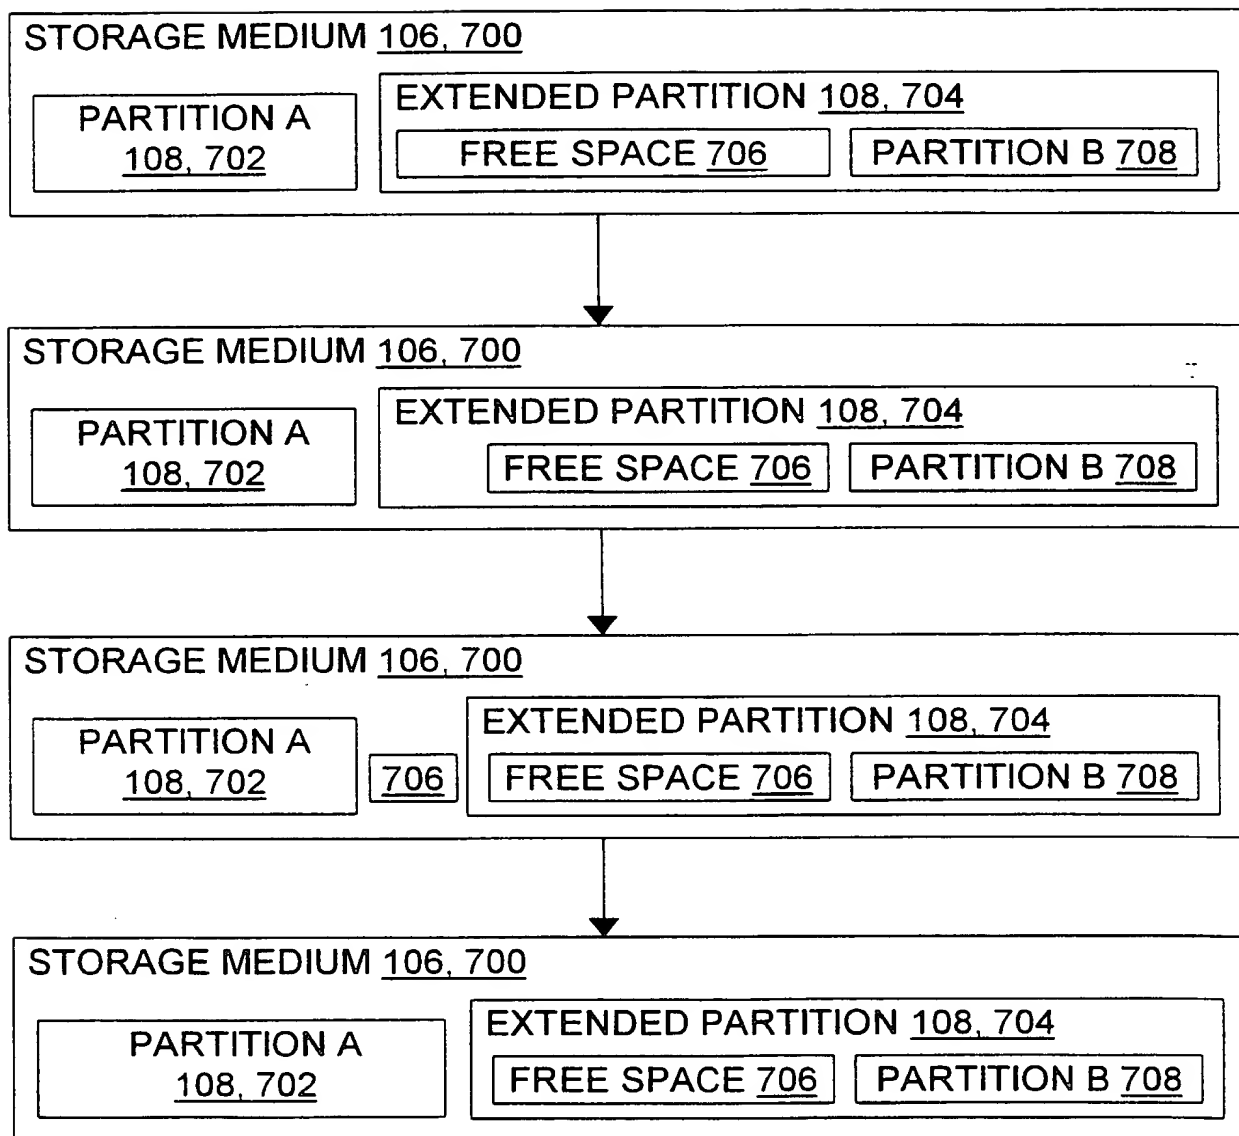 STORAGE MEDIUM 106, 700
PARTITION A
108, 702
EXTENDED PARTITION 108, 704
FREE SPACE 706
PARTITION B 708
STORAGE MEDIUM 106, 700
PARTITION A
108, 702
EXTENDED PARTITION 108, 704
FREE SPACE 706
PARTITION B 708
STORAGE MEDIUM 106, 700
PARTITION A
108, 702
706
EXTENDED PARTITION 108, 704
FREE SPACE 706
PARTITION B 708
STORAGE MEDIUM 106, 700
PARTITION A
108, 702
EXTENDED PARTITION 108, 704
FREE SPACE 706
PARTITION B 708